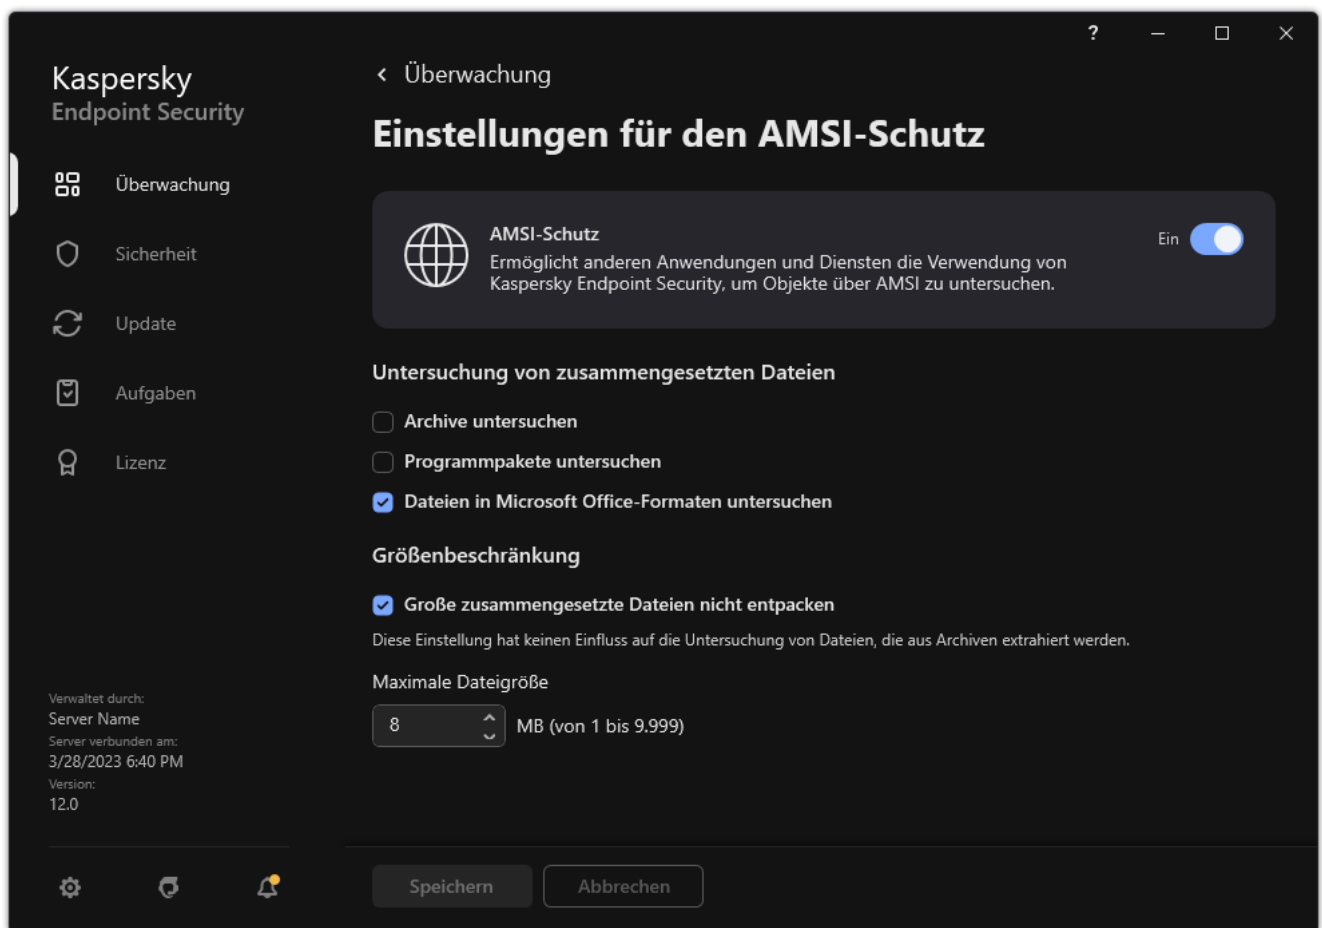 ?
Kaspersky
Endpoint Security
Überwachung
Sicherheit
Update
Aufgaben
Lizenz
Verwaltet durch:
Server Name
Server verbunden am:
3/28/2023 6:40 PM
Version:
12.0
Überwachung
Einstellungen für den AMSI-Schutz
AMSI-Schutz
Ermöglicht anderen Anwendungen und Diensten die Verwendung von
Kaspersky Endpoint Security, um Objekte über AMSI zu untersuchen.
Ein
Untersuchung von zusammengesetzten Dateien
Archive untersuchen
Programmpakete untersuchen
Dateien in Microsoft Office-Formaten untersuchen
Größenbeschränkung
Große zusammengesetzte Dateien nicht entpacken
Diese Einstellung hat keinen Einfluss auf die Untersuchung von Dateien, die aus Archiven extrahiert werden.
Maximale Dateigröße
8 MB (von 1 bis 9.999)
Speichern
Abbrechen